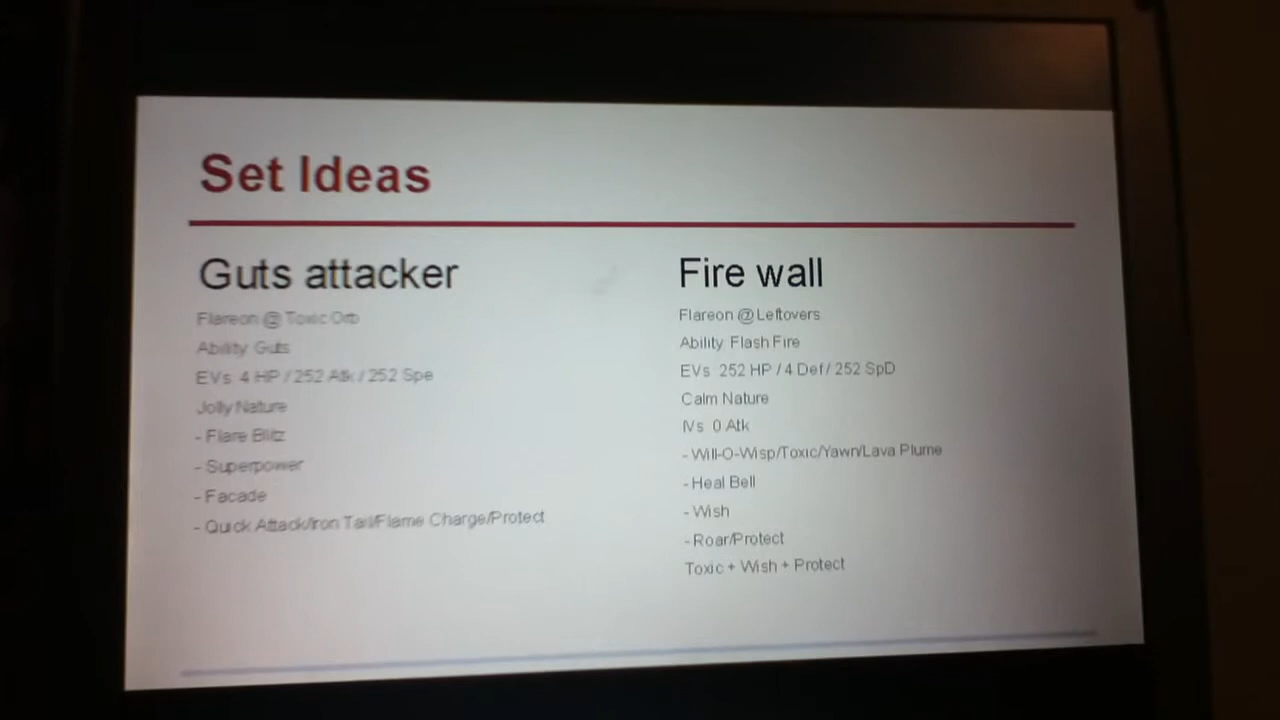 Set Ideas
Guts attacker
Flareon @ Toxic Orb
Ability Guts
EVs 4 HP / 252 Atk / 252 Spe
Jolly Nature
- Flare Blitz
- Superpower
- Facade
- Quick Attack/Iron Tail/Flame Charge/Protect
Fire wall
Flareon @ Leftovers
Ability Flash Fire
EVs 252 HP / 4 Def / 252 SpD
Calm Nature
IVs 0 Atk
- Will-O-Wisp/Toxic/Yawn/Lava Plume
- Heal Bell
- Wish
- Roar/Protect
Toxic + Wish + Protect